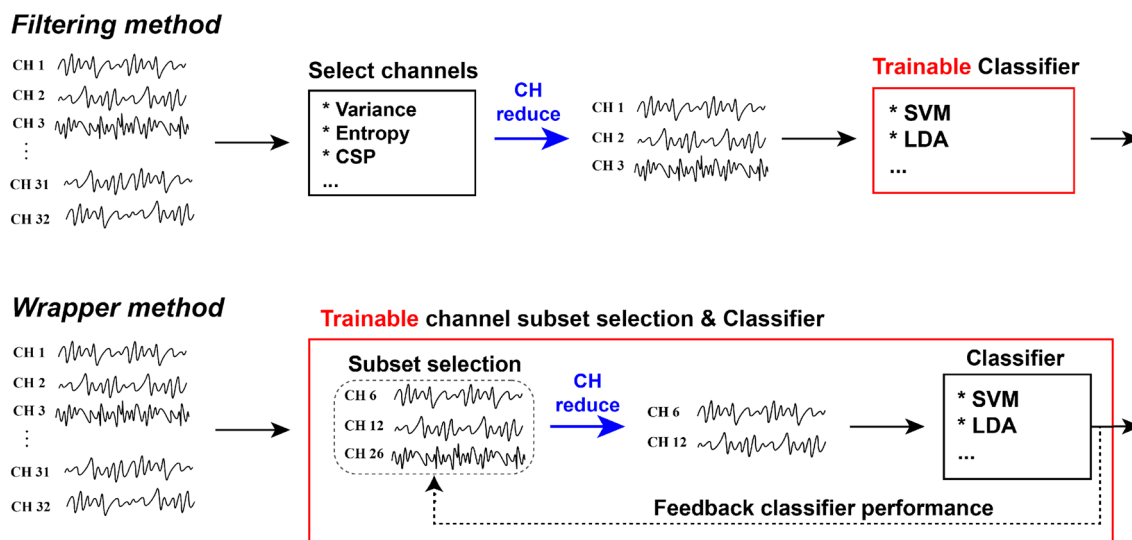 Filtering method
CH 1
CH 2
CH 3
⋮
CH 31
CH 32
Select channels
* Variance
* Entropy
* CSP
...
CH
reduce
CH 1
CH 2
CH 3
Trainable Classifier
* SVM
* LDA
...
Wrapper method
CH 1
CH 2
CH 3
⋮
CH 31
CH 32
Trainable channel subset selection & Classifier
Subset selection
CH 6
CH 12
CH 26
CH
reduce
CH 6
CH 12
Classifier
* SVM
* LDA
...
Feedback classifier performance